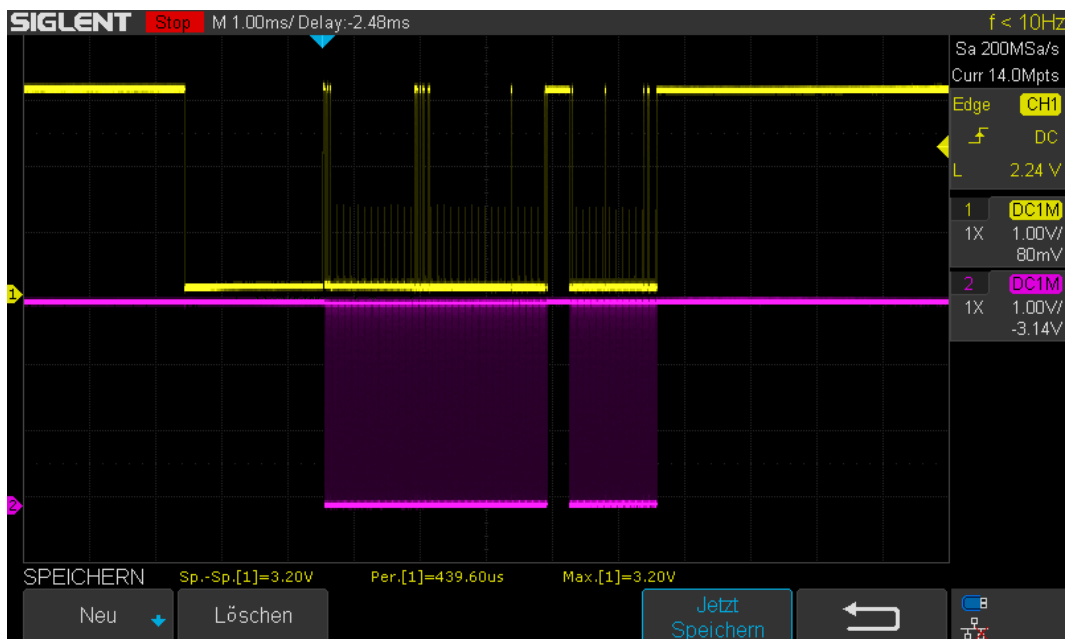 SIGLENT Stop M 1.00ms/ Delay:-2.48ms f < 10Hz
Sa 200MSa/s
Curr 14.0Mpts
Edge CH1
DC
L 2.24 V
1 DC1M
1X 1.00V/
80mV
2 DC1M
1X 1.00V/
-3.14V
1
2
SPEICHERN Sp.-Sp.[1]=3.20V Per.[1]=439.60us Max.[1]=3.20V
Neu Löschen Jetzt
Speichern